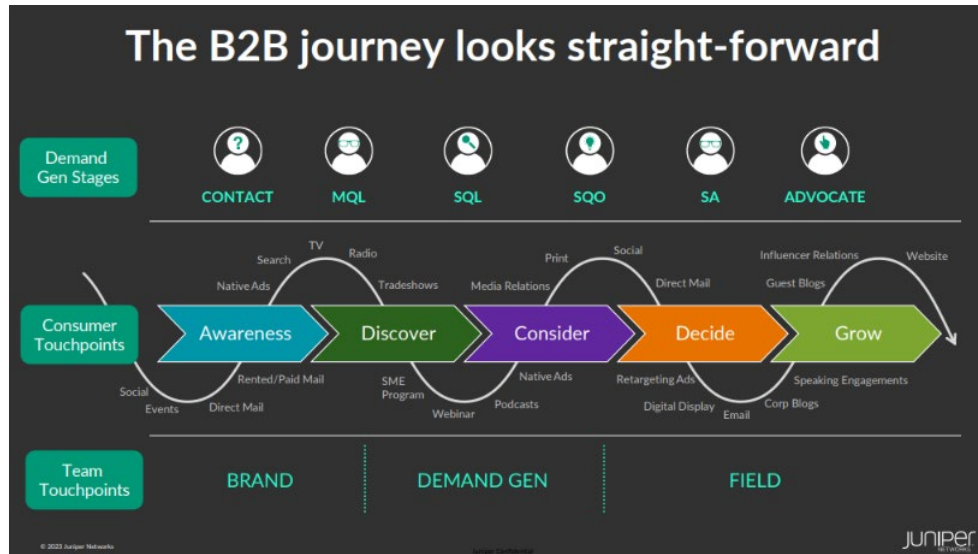 The B2B journey looks straight-forward
Demand
Gen Stages
?
CONTACT
MQL
SQL
SQO
SA
ADVOCATE
Consumer
Touchpoints
Social
Events
Direct Mail
Rented/Paid Mail
Native Ads
Search
TV
Radio
Tradeshows
SME
Program
Webinar
Podcasts
Native Ads
Media Relations
Print
Social
Direct Mail
Retargeting Ads
Digital Display
Email
Corp Blogs
Speaking Engagements
Guest Blogs
Influencer Relations
Website
Awareness
Discover
Consider
Decide
Grow
Team
Touchpoints
BRAND
DEMAND GEN
FIELD
© 2023 Juniper Networks
Juniper Confidential
JUNIPER
NETWORKS